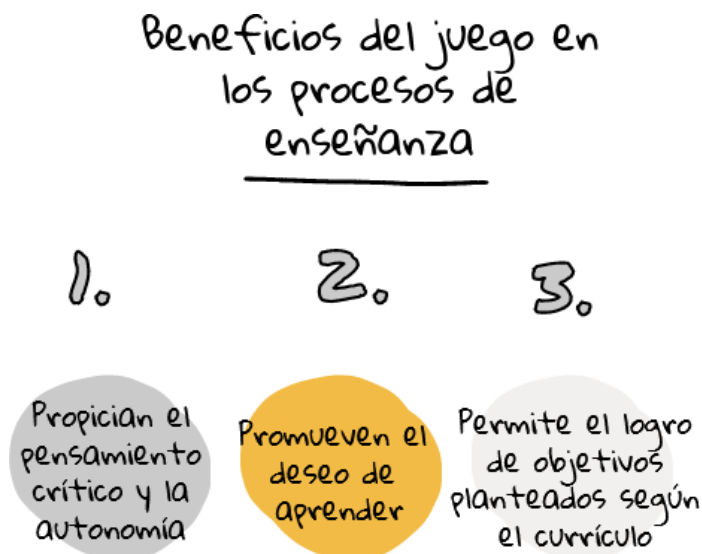 Beneficios del juego en
los procesos de
enseñanza
1.
Propician el
pensamiento
crítico y la
autonomía
2.
Promueven el
deseo de
aprender
3.
Permite el logro
de objetivos
planteados según
el currículo